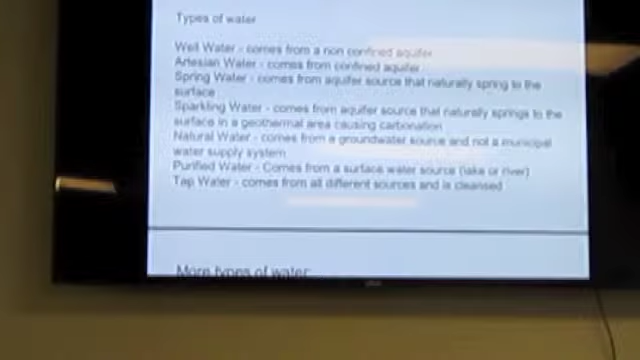 Types of water
Well Water - comes from a non confined aquifer
Artesian Water - comes from confined aquifer
Spring Water - comes from aquifer source that naturally spring to the
surface
Sparkling Water - comes from aquifer source that naturally springs to the
surface in a geothermal area causing carbonation
Natural Water - comes from a groundwater source and not a municipal
water supply system
Purified Water - Comes from a surface water source (lake or river)
Tap Water - comes from all different sources and is cleansed
More types of water: